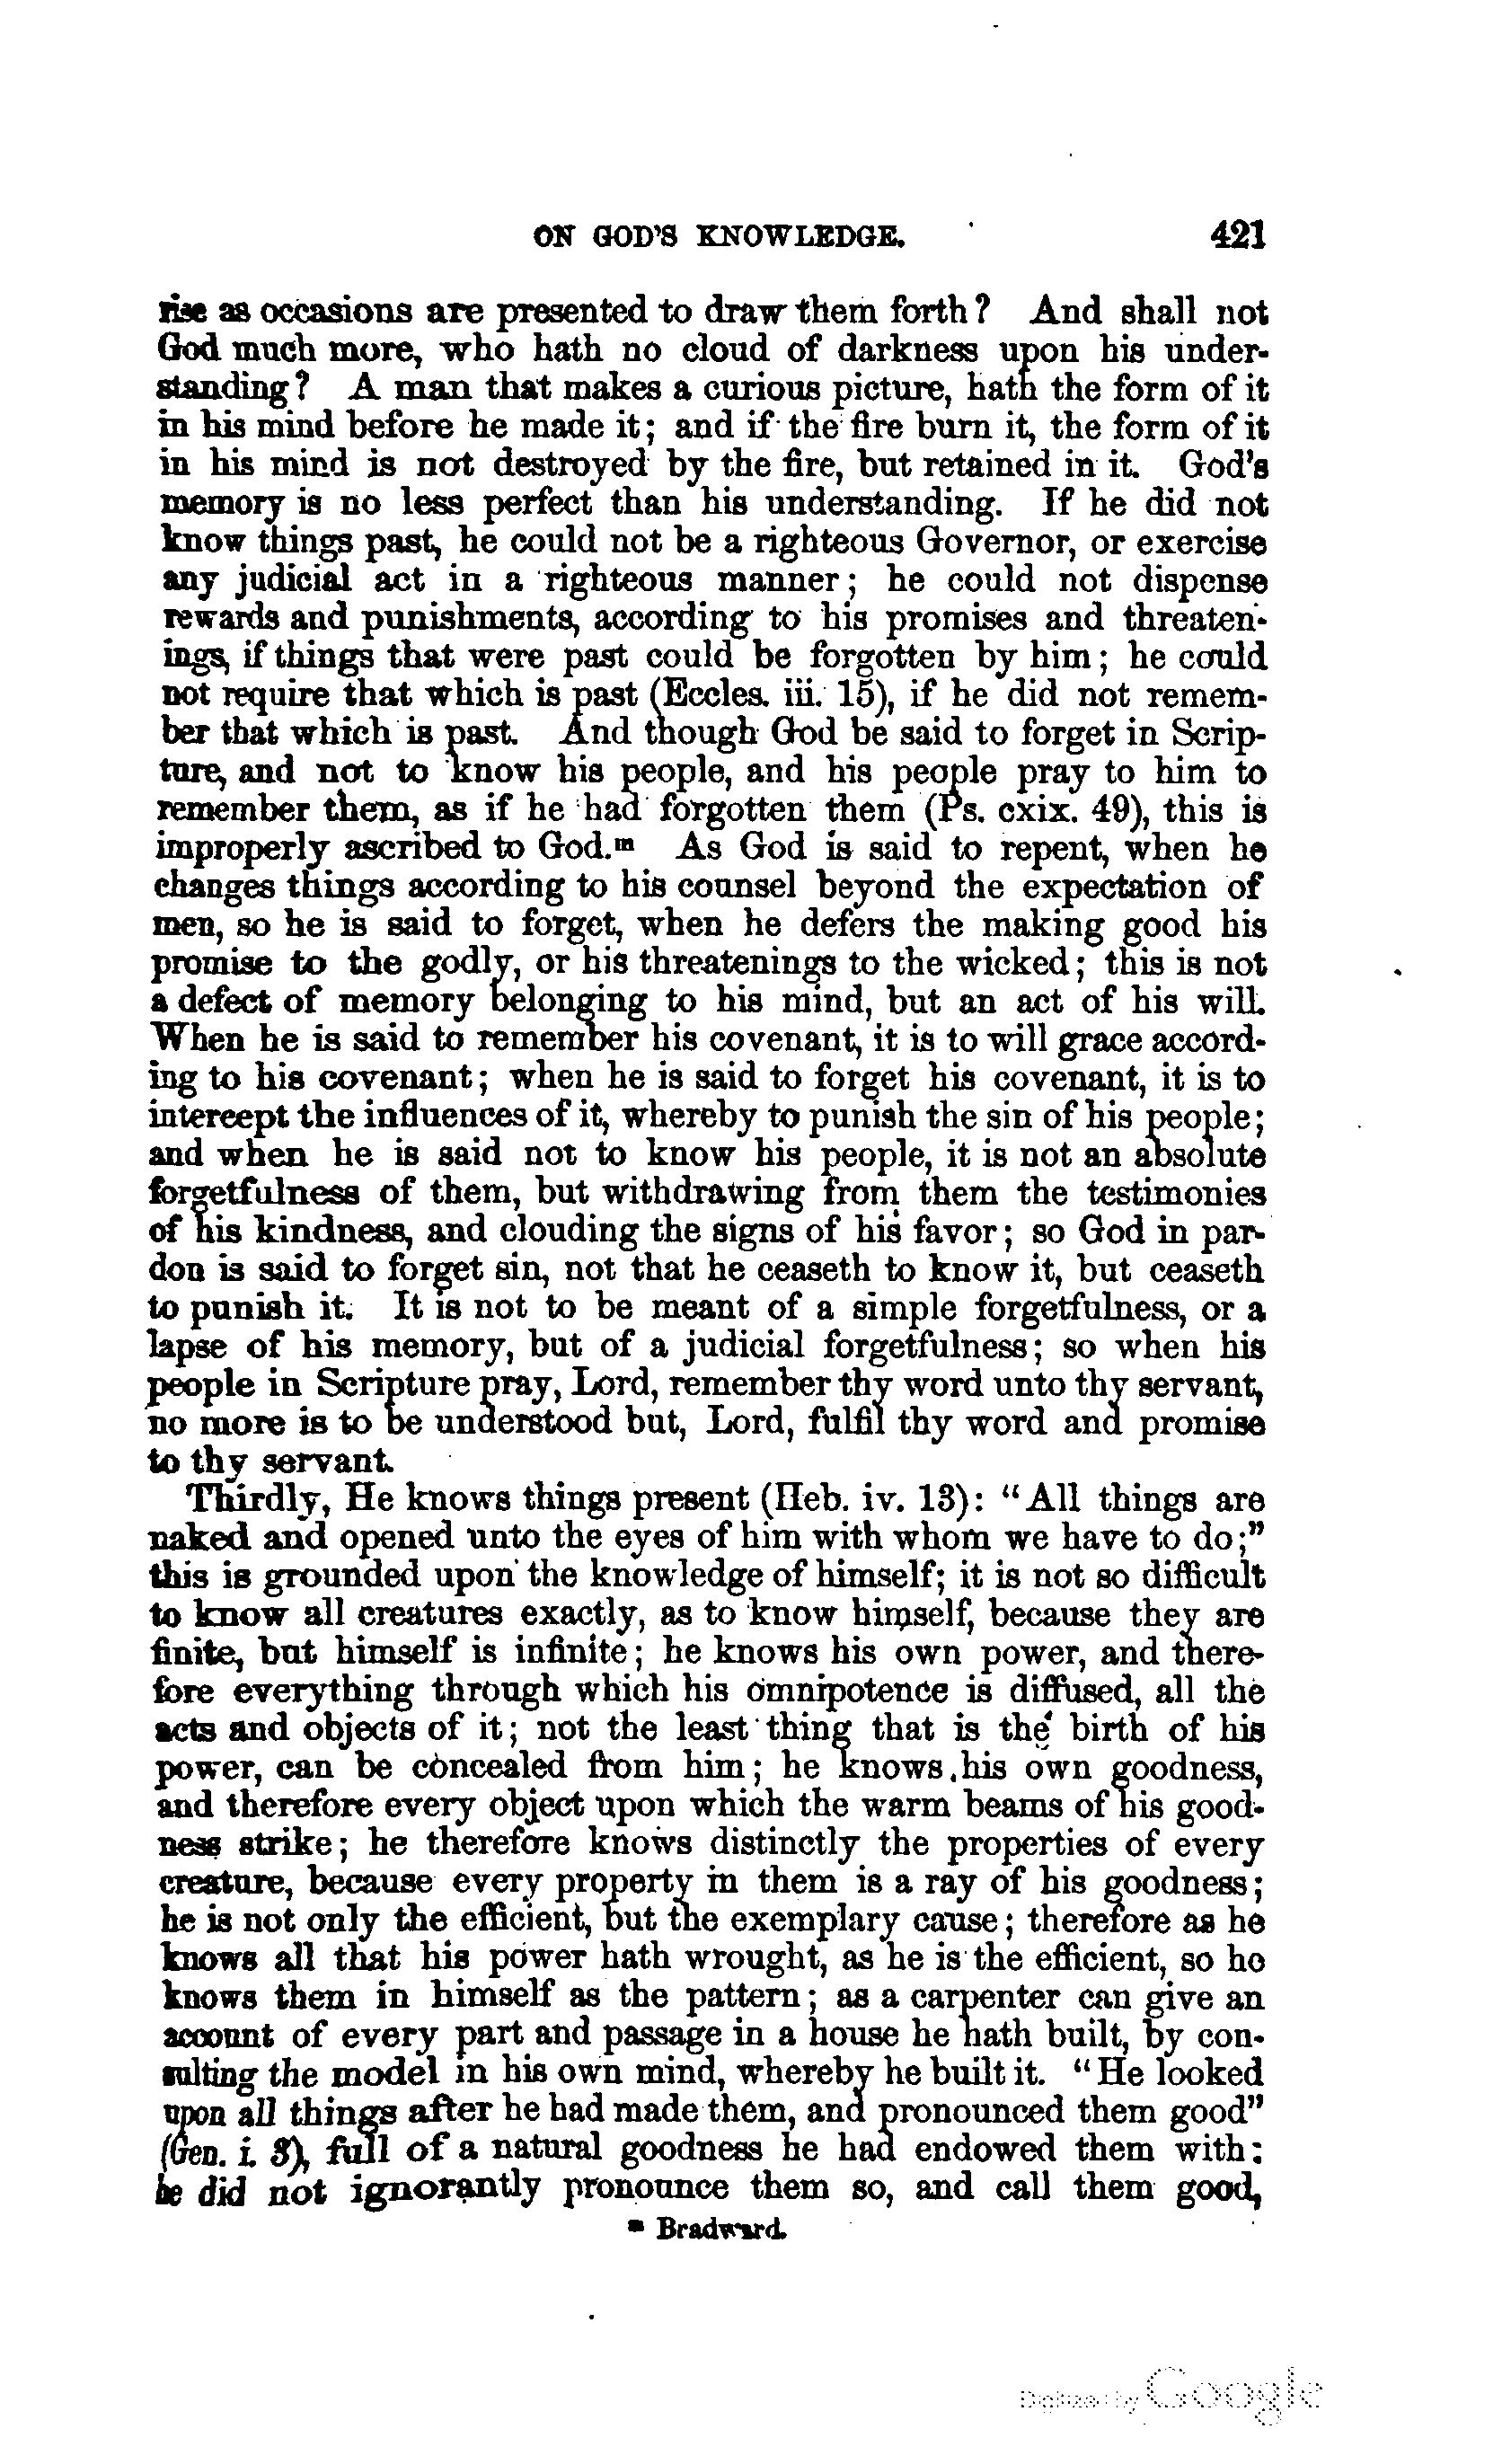 ON GOD'S KNOWLEDGE. 421
rise as occasions are presented to draw them forth? And shall not
God much more, who hath no cloud of darkness upon his under-
standing? A man that makes a curious picture, hath the form of it
in his mind before he made it; and if the fire burn it, the form of it
in his mind is not destroyed by the fire, but retained in it. God's
memory is no less perfect than his understanding. If he did not
know things past, he could not be a righteous Governor, or exercise
any judicial act in a righteous manner; he could not dispense
rewards and punishments, according to his promises and threaten-
ings, if things that were past could be forgotten by him; he could
not require that which is past (Eccles. iii. 15), if he did not remem-
ber that which is past. And though God be said to forget in Scrip-
ture, and not to know his people, and his people pray to him to
remember them, as if he had forgotten them (Ps. cxix. 49), this is
improperly ascribed to God.ᵐ As God is said to repent, when he
changes things according to his counsel beyond the expectation of
men, so he is said to forget, when he defers the making good his
promise to the godly, or his threatenings to the wicked; this is not
a defect of memory belonging to his mind, but an act of his will.
When he is said to remember his covenant, it is to will grace accord-
ing to his covenant; when he is said to forget his covenant, it is to
intercept the influences of it, whereby to punish the sin of his people;
and when he is said not to know his people, it is not an absolute
forgetfulness of them, but withdrawing from them the testimonies
of his kindness, and clouding the signs of his favor; so God in par-
don is said to forget sin, not that he ceaseth to know it, but ceaseth
to punish it. It is not to be meant of a simple forgetfulness, or a
lapse of his memory, but of a judicial forgetfulness; so when his
people in Scripture pray, Lord, remember thy word unto thy servant,
no more is to be understood but, Lord, fulfil thy word and promise
to thy servant.
Thirdly, He knows things present (Heb. iv. 13): "All things are
naked and opened unto the eyes of him with whom we have to do;"
this is grounded upon the knowledge of himself; it is not so difficult
to know all creatures exactly, as to know himself, because they are
finite, but himself is infinite; he knows his own power, and there-
fore everything through which his omnipotence is diffused, all the
acts and objects of it; not the least thing that is the birth of his
power, can be concealed from him; he knows his own goodness,
and therefore every object upon which the warm beams of his good-
ness strike; he therefore knows distinctly the properties of every
creature, because every property in them is a ray of his goodness;
he is not only the efficient, but the exemplary cause; therefore as he
knows all that his power hath wrought, as he is the efficient, so he
knows them in himself as the pattern; as a carpenter can give an
account of every part and passage in a house he hath built, by con-
sulting the model in his own mind, whereby he built it. "He looked
upon all things after he had made them, and pronounced them good"
(Gen. i. 3), full of a natural goodness he had endowed them with:
he did not ignorantly pronounce them so, and call them good,
ᵐ Bradward.
Digitized by Google